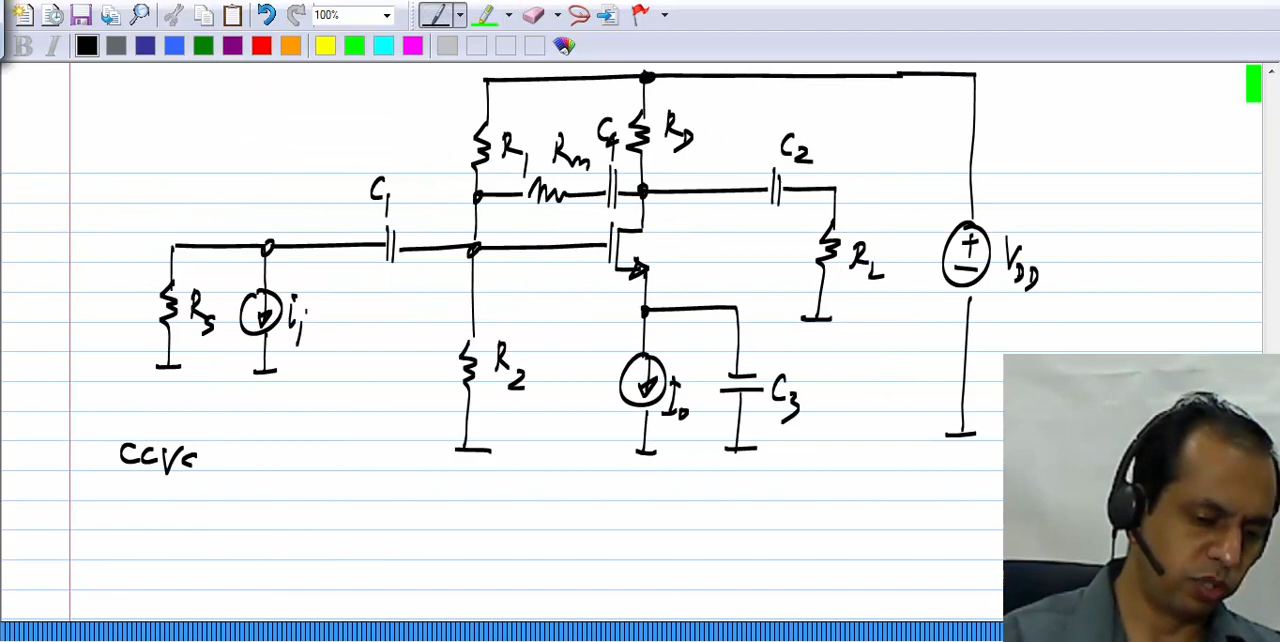 100%
B I
R1 Rm C4 RD C2
C1
RS ii
R2
I0 C3
RL VDD
CCVS